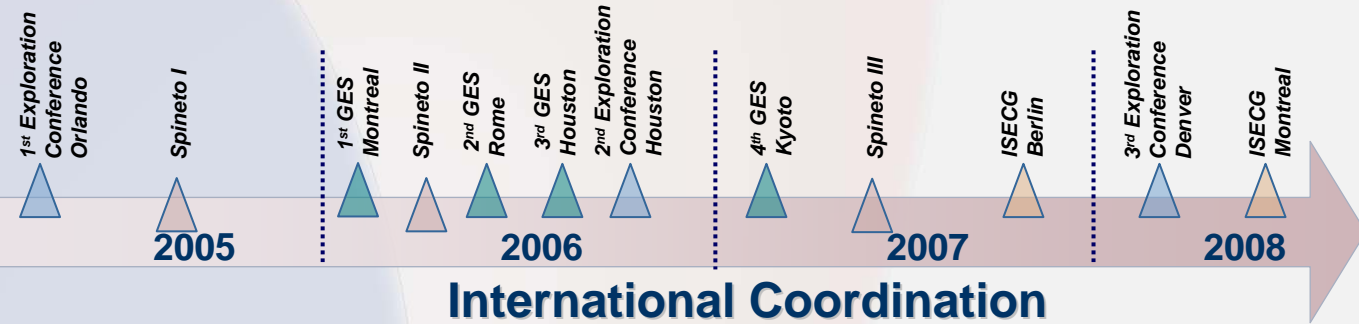 1st Exploration
Conference
Orlando
Spineto I
1st GES
Montreal
Spineto II
2nd GES
Rome
3rd GES
Houston
2nd Exploration
Conference
Houston
4th GES
Kyoto
Spineto III
ISECG
Berlin
3rd Exploration
Conference
Denver
ISECG
Montreal
2005
2006
2007
2008
International Coordination